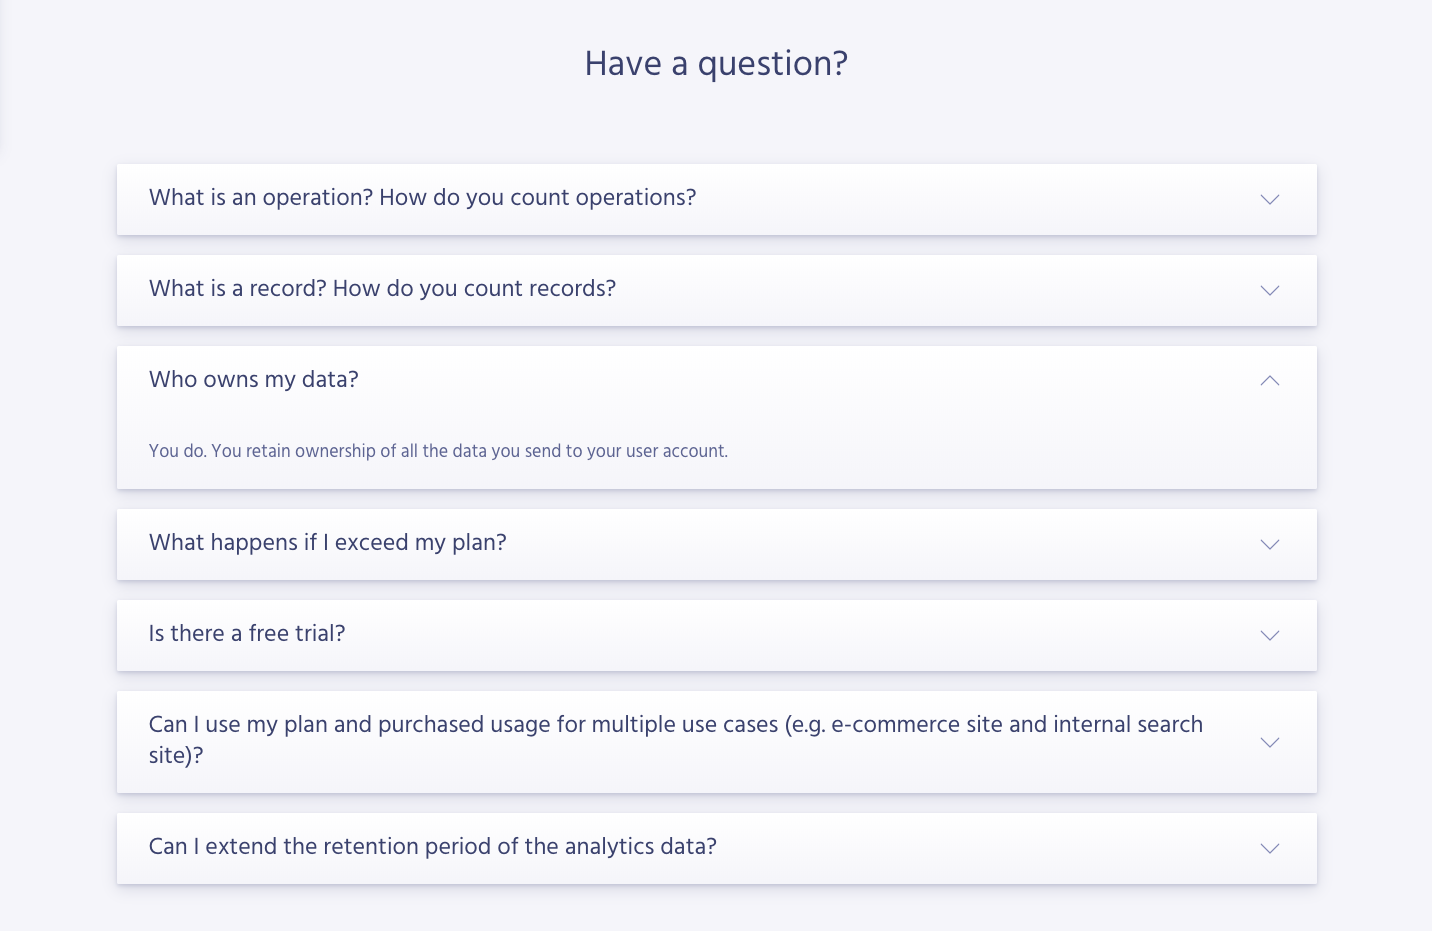 Have a question?
What is an operation? How do you count operations?
What is a record? How do you count records?
Who owns my data?
You do. You retain ownership of all the data you send to your user account.
What happens if I exceed my plan?
Is there a free trial?
Can I use my plan and purchased usage for multiple use cases (e.g. e-commerce site and internal search
site)?
Can I extend the retention period of the analytics data?